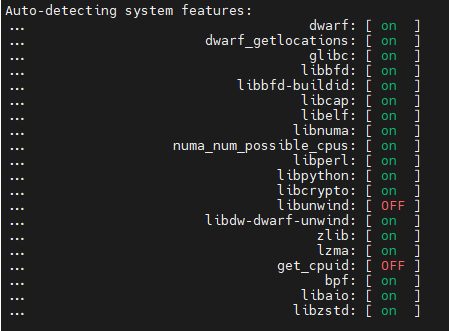 Auto-detecting system features:
... dwarf: [ on ]
... dwarf_getlocations: [ on ]
... glibc: [ on ]
... libbfd: [ on ]
... libbfd-buildid: [ on ]
... libcap: [ on ]
... libelf: [ on ]
... libnuma: [ on ]
... numa_num_possible_cpus: [ on ]
... libperl: [ on ]
... libpython: [ on ]
... libcrypto: [ on ]
... libunwind: [ OFF ]
... libdw-dwarf-unwind: [ on ]
... zlib: [ on ]
... lzma: [ on ]
... get_cpuid: [ OFF ]
... bpf: [ on ]
... libaio: [ on ]
... libzstd: [ on ]